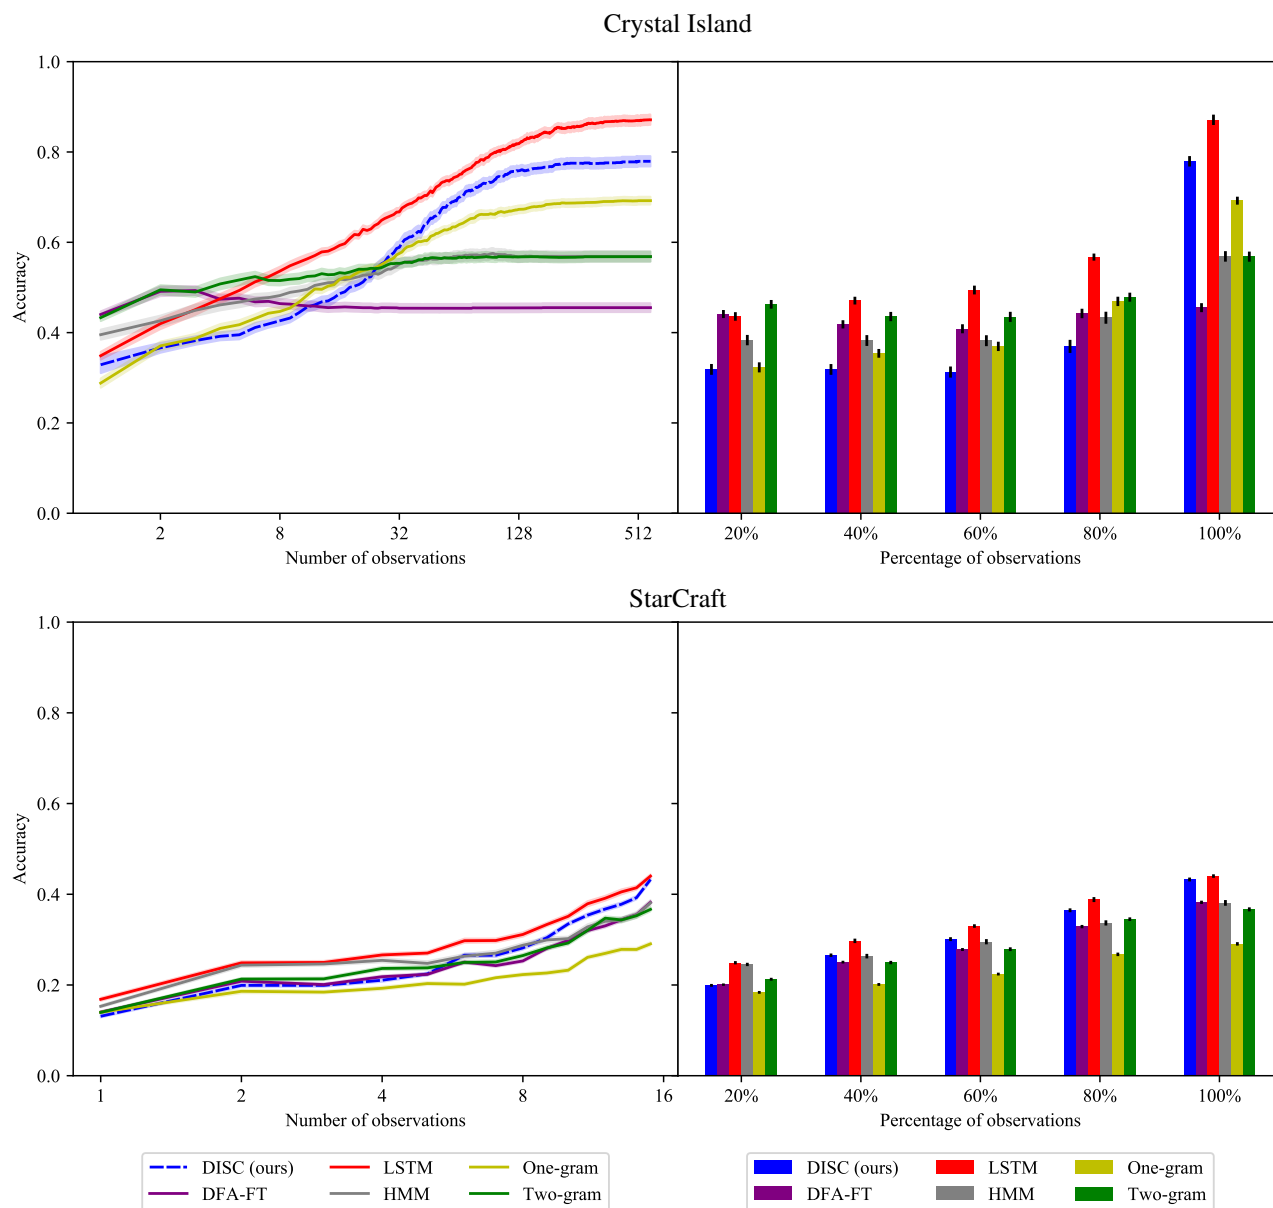 Crystal Island
1.0
0.8
0.6
0.4
0.2
0.0
Accuracy
2 8 32 128 512
Number of observations
20% 40% 60% 80% 100%
Percentage of observations
StarCraft
1.0
0.8
0.6
0.4
0.2
0.0
Accuracy
1 2 4 8 16
Number of observations
20% 40% 60% 80% 100%
Percentage of observations
DISC (ours) LSTM One-gram
DFA-FT HMM Two-gram
DISC (ours) LSTM One-gram
DFA-FT HMM Two-gram